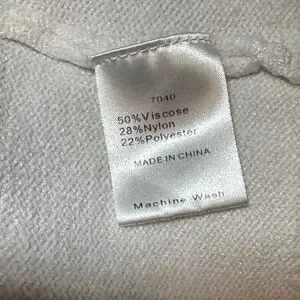 7040
50%Viscose
28%Nylon
22%Polyester
MADE IN CHINA
Machine Wash